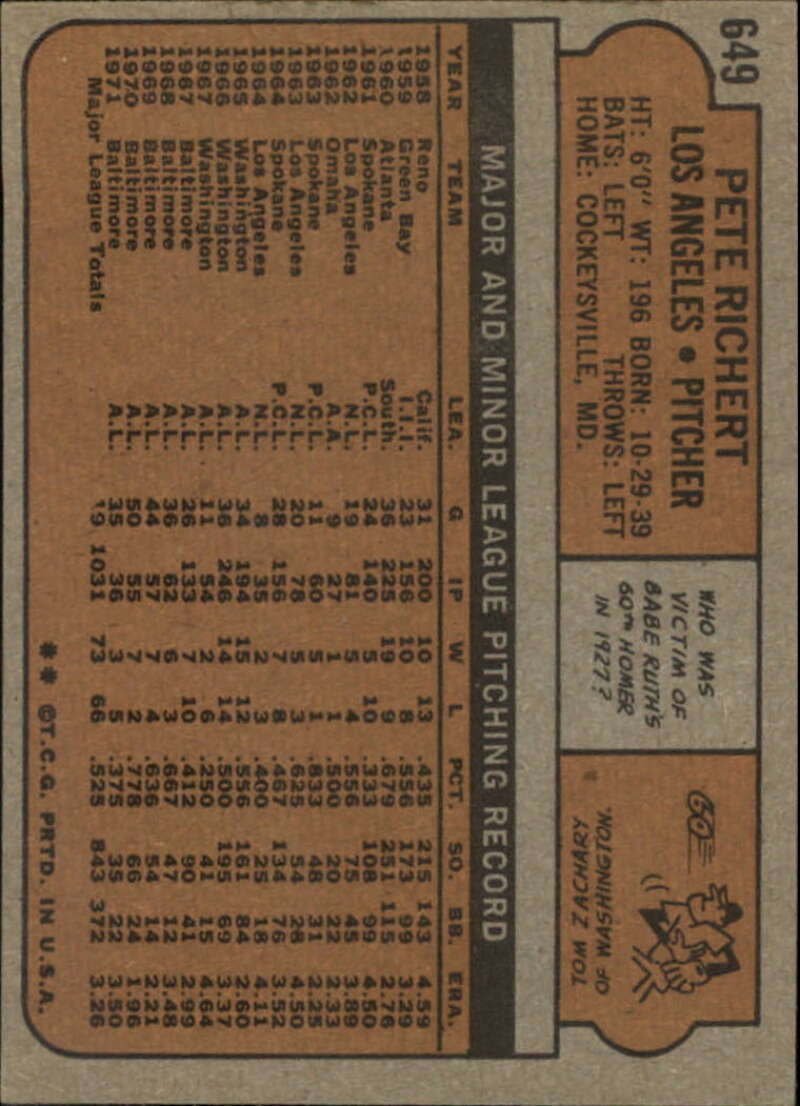 649
PETE RICHERT
LOS ANGELES • PITCHER
HT: 6'0" WT: 196 BORN: 10-29-39
BATS: LEFT THROWS: LEFT
HOME: COCKEYSVILLE, MD.
WHO WAS
VICTIM OF
BABE RUTH'S
60TH HOMER
IN 1927?
60
TOM ZACHARY
OF WASHINGTON.
MAJOR AND MINOR LEAGUE PITCHING RECORD
YEAR TEAM LEA. G IP W L PCT. SO. BB. ERA.
1958 Reno Calif. 31 200 10 13 .435 215 143 4.59
1959 Green Bay I.I.I. 23 156 10 8 .556 173 99 3.29
1960 Atlanta South. 36 225 19 9 .679 251 115 2.76
1961 Spokane P.C.L. 24 140 5 10 .333 108 99 4.50
1962 Los Angeles N.L. 19 81 5 4 .556 75 45 3.89
1962 Omaha A.A. 9 27 1 1 .500 20 22 2.33
1963 Spokane P.C.L. 11 60 5 1 .833 48 31 2.25
1963 Los Angeles N.L. 20 78 5 3 .625 54 28 4.50
1964 Spokane P.C.L. 28 156 7 8 .467 134 76 3.52
1964 Los Angeles N.L. 8 35 2 3 .400 25 18 4.11
1965 Washington A.L. 34 194 15 12 .556 161 84 2.60
1966 Washington A.L. 36 246 14 14 .500 195 69 3.37
1967 Washington A.L. 11 54 2 6 .250 41 15 4.64
1967 Baltimore A.L. 26 133 7 10 .412 90 41 2.99
1968 Baltimore A.L. 36 62 6 3 .667 47 12 3.48
1969 Baltimore A.L. 44 57 7 4 .636 54 14 2.21
1970 Baltimore A.L. 50 55 7 2 .778 66 24 1.96
1971 Baltimore A.L. 35 36 3 5 .375 35 22 3.50
Major League Totals 1031 73 66 .525 843 372 3.26
** ©T.C.G. PRTD. IN U.S.A.